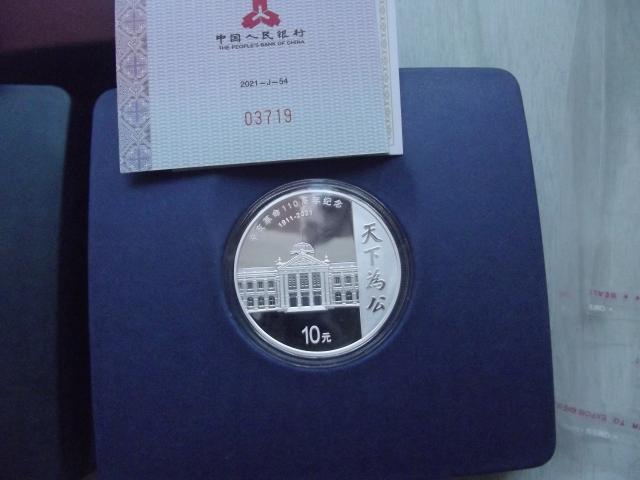 中国人民银行
THE PEOPLE'S BANK OF CHINA
2021-J-54
03719
辛亥革命110周年纪念
1911-2021
天下為公
10元